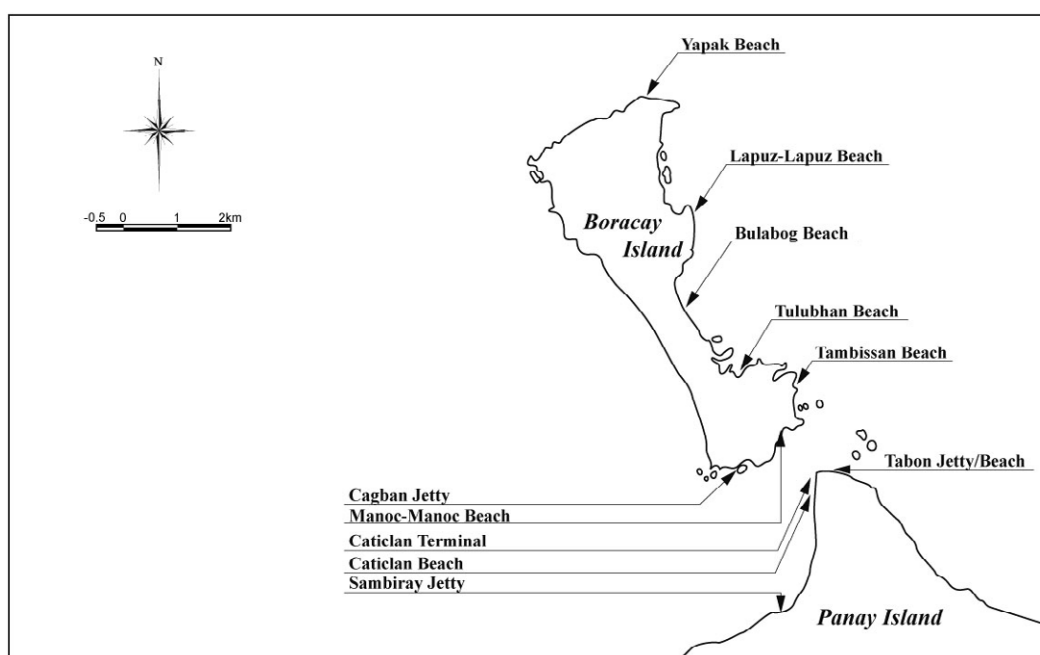 Yapak Beach
N
Lapuz-Lapuz Beach
-0.5 0 1 2km
Boracay
Island
Bulabog Beach
Tulubhan Beach
Tambissan Beach
Tabon Jetty/Beach
Cagban Jetty
Manoc-Manoc Beach
Caticlan Terminal
Caticlan Beach
Sambiray Jetty
Panay Island